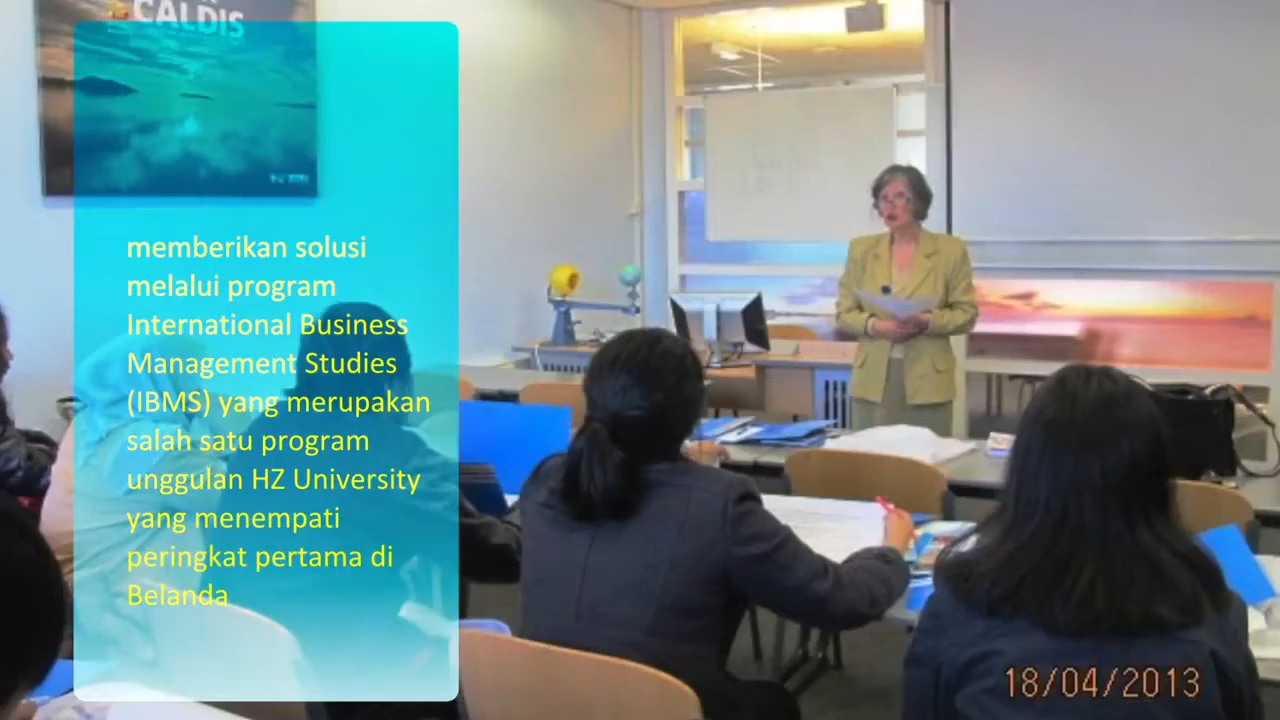 CALDIS
memberikan solusi
melalui program
International Business
Management Studies
(IBMS) yang merupakan
salah satu program
unggulan HZ University
yang menempati
peringkat pertama di
Belanda
18/04/2013